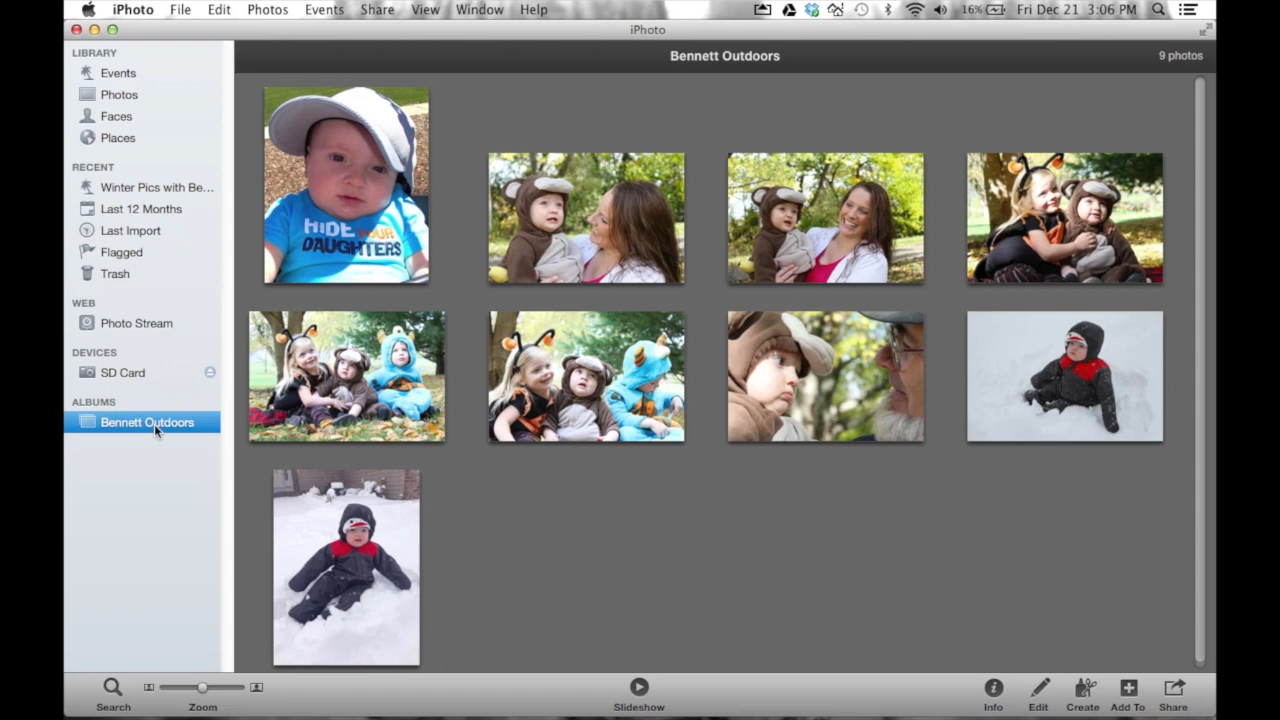 iPhoto File Edit Photos Events Share View Window Help 16% Fri Dec 21 3:06 PM
iPhoto
LIBRARY
Events
Photos
Faces
Places
RECENT
Winter Pics with Be...
Last 12 Months
Last Import
Flagged
Trash
WEB
Photo Stream
DEVICES
SD Card
ALBUMS
Bennett Outdoors
Bennett Outdoors 9 photos
HIDE YOUR
DAUGHTERS
Search Zoom Slideshow Info Edit Create Add To Share